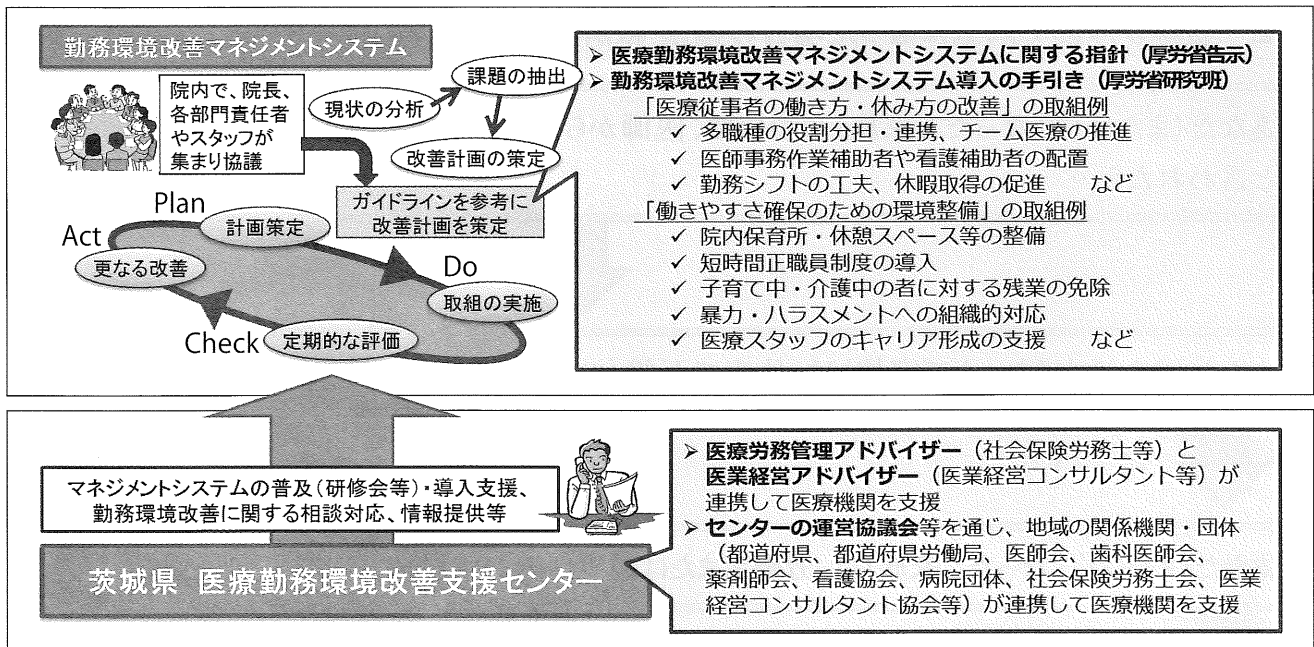 勤務環境改善マネジメントシステム
院内で、院長、
各部門責任者
やスタッフが
集まり協議
現状の分析
課題の抽出
改善計画の策定
ガイドラインを参考に
改善計画を策定
Plan
計画策定
Act
更なる改善
Do
取組の実施
Check
定期的な評価
➢ 医療勤務環境改善マネジメントシステムに関する指針（厚労省告示）
➢ 勤務環境改善マネジメントシステム導入の手引き（厚労省研究班）
「医療従事者の働き方・休み方の改善」の取組例
✓ 多職種の役割分担・連携、チーム医療の推進
✓ 医師事務作業補助者や看護補助者の配置
✓ 勤務シフトの工夫、休暇取得の促進 など
「働きやすさ確保のための環境整備」の取組例
✓ 院内保育所・休憩スペース等の整備
✓ 短時間正職員制度の導入
✓ 子育て中・介護中の者に対する残業の免除
✓ 暴力・ハラスメントへの組織的対応
✓ 医療スタッフのキャリア形成の支援 など
マネジメントシステムの普及（研修会等）・導入支援、
勤務環境改善に関する相談対応、情報提供等
茨城県 医療勤務環境改善支援センター
➢ 医療労務管理アドバイザー（社会保険労務士等）と
医業経営アドバイザー（医業経営コンサルタント等）が
連携して医療機関を支援
➢ センターの運営協議会等を通じ、地域の関係機関・団体
（都道府県、都道府県労働局、医師会、歯科医師会、
薬剤師会、看護協会、病院団体、社会保険労務士会、医業
経営コンサルタント協会等）が連携して医療機関を支援